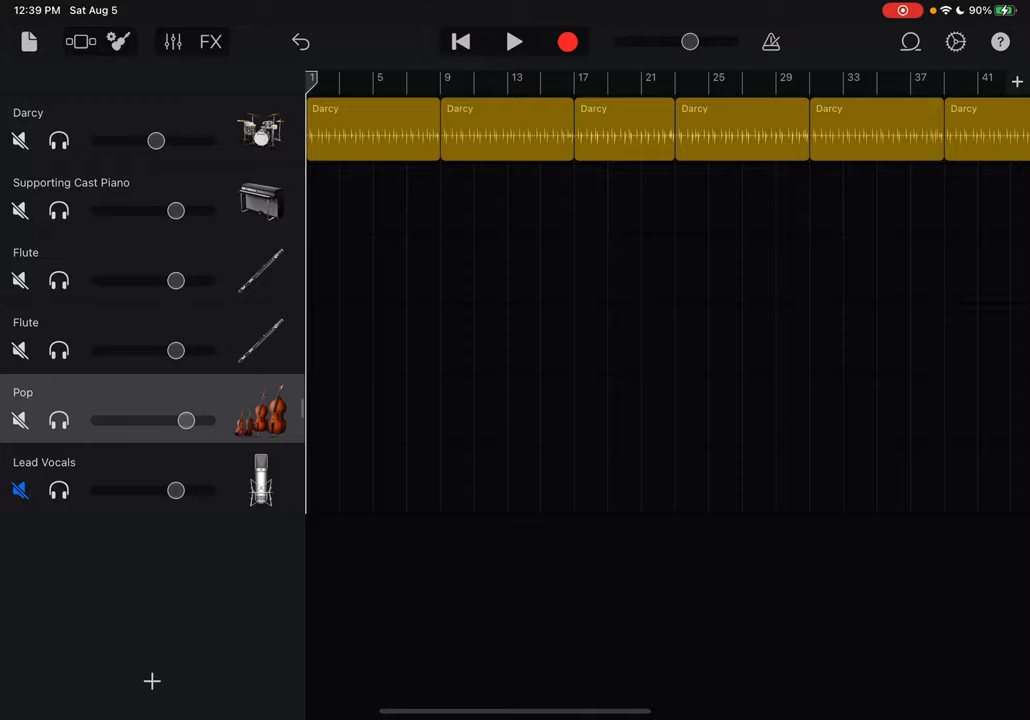 12:39 PM Sat Aug 5
90%
FX
?
1 5 9 13 17 21 25 29 33 37 41
Darcy
Darcy Darcy Darcy Darcy Darcy Darcy
Supporting Cast Piano
Flute
Flute
Pop
Lead Vocals